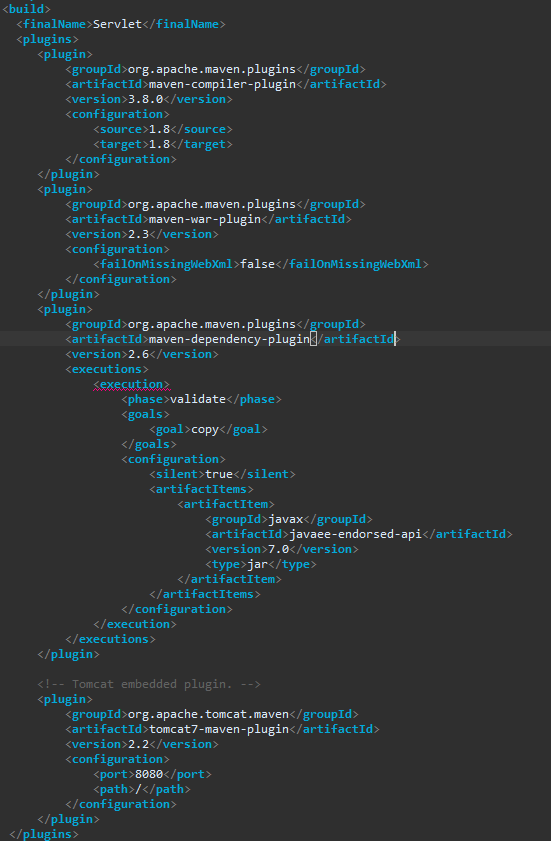 <build>
<finalName>Servlet</finalName>
<plugins>
<plugin>
<groupId>org.apache.maven.plugins</groupId>
<artifactId>maven-compiler-plugin</artifactId>
<version>3.8.0</version>
<configuration>
<source>1.8</source>
<target>1.8</target>
</configuration>
</plugin>
<plugin>
<groupId>org.apache.maven.plugins</groupId>
<artifactId>maven-war-plugin</artifactId>
<version>2.3</version>
<configuration>
<failOnMissingWebXml>false</failOnMissingWebXml>
</configuration>
</plugin>
<plugin>
<groupId>org.apache.maven.plugins</groupId>
<artifactId>maven-dependency-plugin</artifactId>
<version>2.6</version>
<executions>
<execution>
<phase>validate</phase>
<goals>
<goal>copy</goal>
</goals>
<configuration>
<silent>true</silent>
<artifactItems>
<artifactItem>
<groupId>javax</groupId>
<artifactId>javaee-endorsed-api</artifactId>
<version>7.0</version>
<type>jar</type>
</artifactItem>
</artifactItems>
</configuration>
</execution>
</executions>
</plugin>
<!-- Tomcat embedded plugin. -->
<plugin>
<groupId>org.apache.tomcat.maven</groupId>
<artifactId>tomcat7-maven-plugin</artifactId>
<version>2.2</version>
<configuration>
<port>8080</port>
<path>/</path>
</configuration>
</plugin>
</plugins>